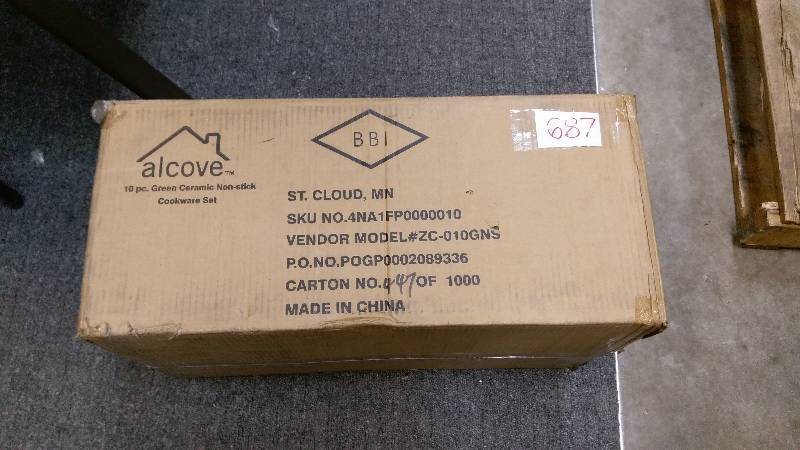 alcove™
10 pc. Green Ceramic Non-stick
Cookware Set
BBI
687
ST. CLOUD, MN
SKU NO.4NA1FP0000010
VENDOR MODEL#ZC-010GNS
P.O.NO.POGP0002089336
CARTON NO. 447 OF 1000
MADE IN CHINA